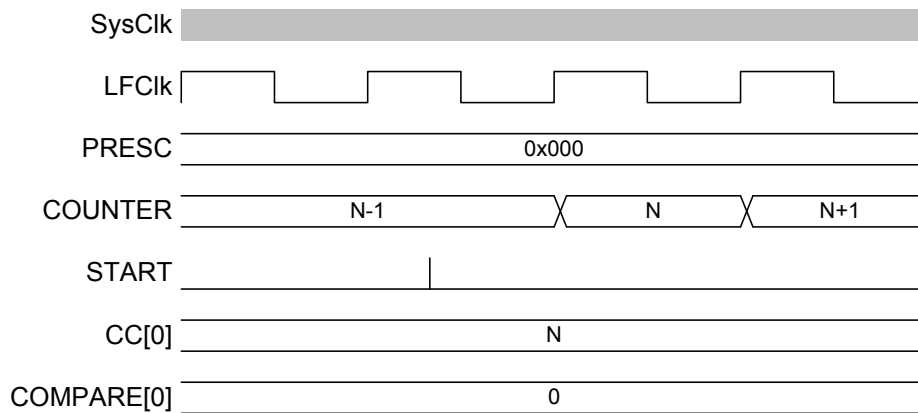 SysClk
LFClk
PRESC 0x000
COUNTER N-1 N N+1
START
CC[0] N
COMPARE[0] 0